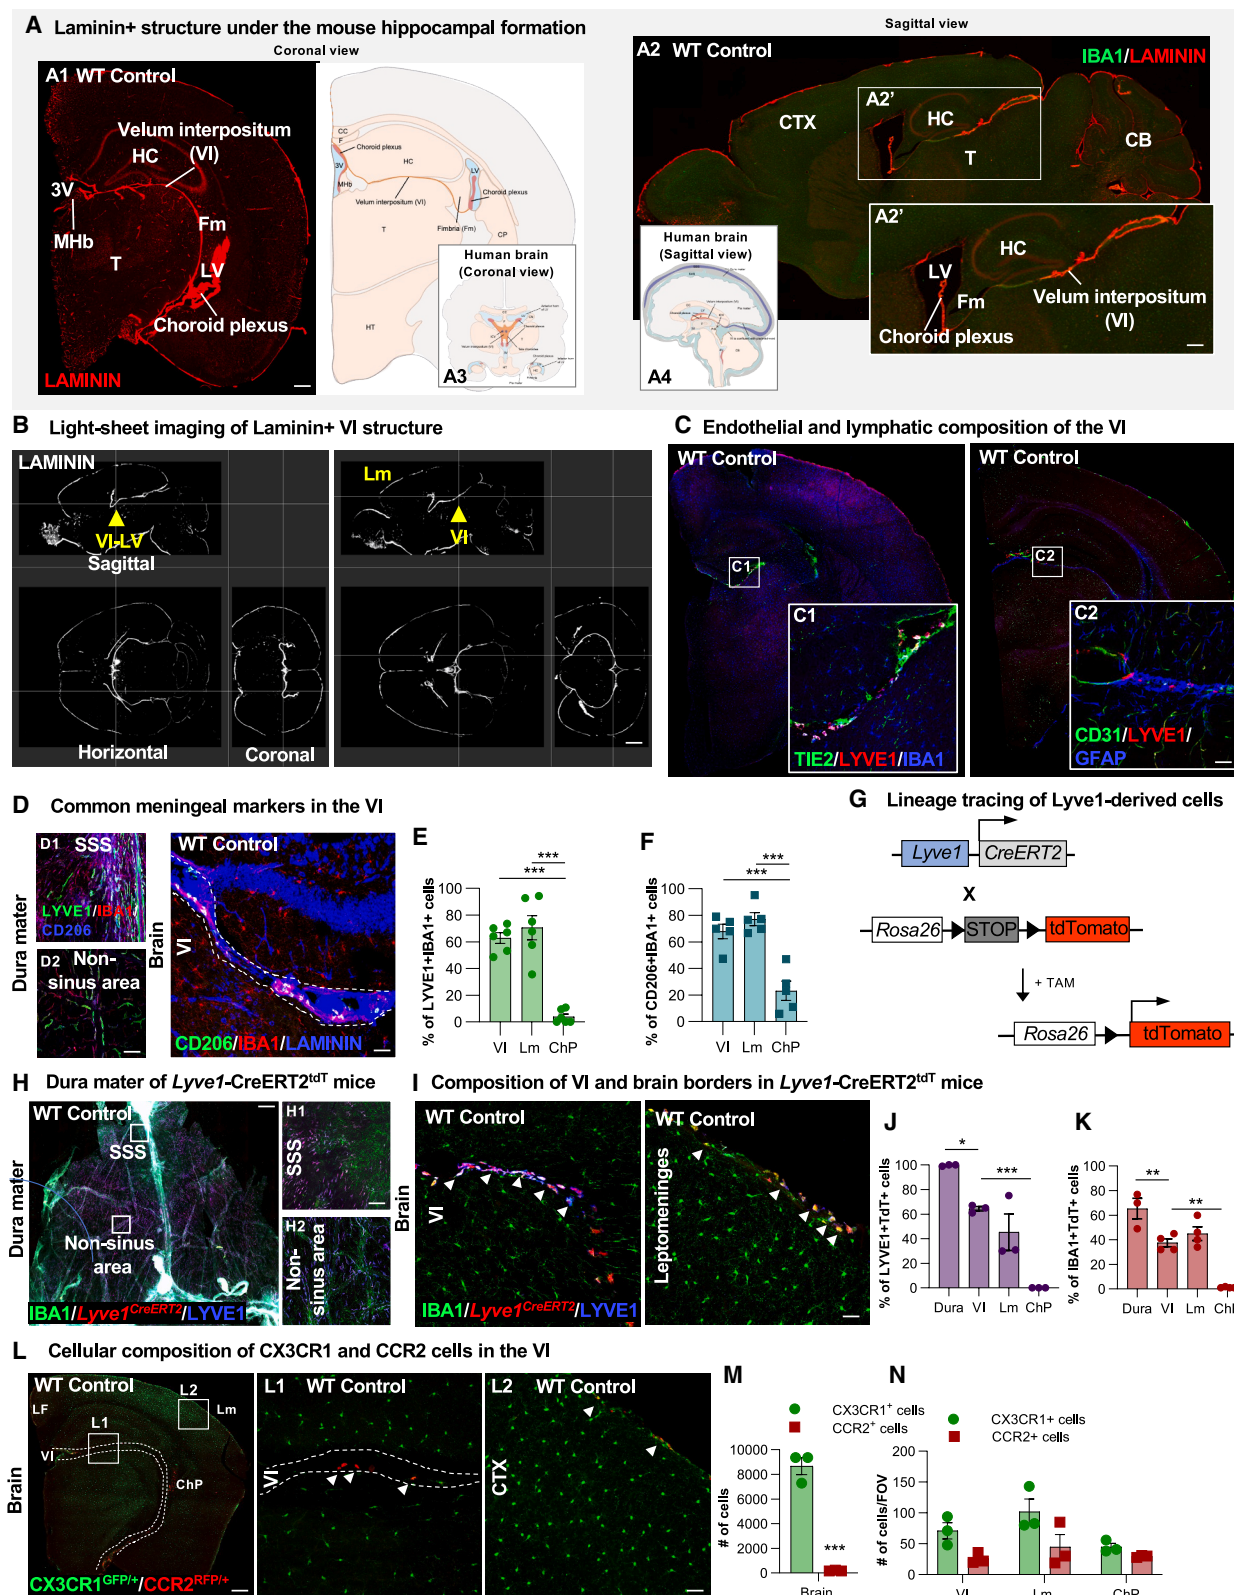 A Laminin+ structure under the mouse hippocampal formation
Coronal view
Sagittal view
A1 WT Control
Velum interpositum
(VI)
HC
3V
MHb
Fm
T
LV
Choroid plexus
LAMININ
CC
F
Choroid plexus
3V
HC
LV
MHb
Choroid plexus
Velum interpositum (VI)
T
Fimbria (Fm)
CP
HT
Human brain
(Coronal view)
A3
A2 WT Control
IBA1/LAMININ
A2'
CTX
HC
T
CB
A2'
HC
LV
Fm
Velum interpositum
(VI)
Choroid plexus
Human brain
(Sagittal view)
A4
B Light-sheet imaging of Laminin+ VI structure
LAMININ
VI-LV
Sagittal
Horizontal
Coronal
Lm
VI
C Endothelial and lymphatic composition of the VI
WT Control
C1
C1
TIE2/LYVE1/IBA1
WT Control
C2
C2
CD31/LYVE1/
GFAP
D Common meningeal markers in the VI
Dura mater
D1 SSS
LYVE1/IBA1/
CD206
D2 Non-
sinus area
Brain
WT Control
VI
CD206/IBA1/LAMININ
E
% of LYVE1+IBA1+ cells
100
80
60
40
20
0
***
***
VI Lm ChP
F
% of CD206+IBA1+ cells
100
80
60
40
20
0
***
***
VI Lm ChP
G Lineage tracing of Lyve1-derived cells
Lyve1 CreERT2
X
Rosa26 STOP tdTomato
+ TAM
Rosa26 tdTomato
H Dura mater of Lyve1-CreERT2tdT mice
Dura mater
WT Control
SSS
Non-sinus
area
IBA1/Lyve1CreERT2/LYVE1
H1
SSS
H2
Non-
sinus area
I Composition of VI and brain borders in Lyve1-CreERT2tdT mice
Brain
WT Control
VI
IBA1/Lyve1CreERT2/LYVE1
WT Control
Leptomeninges
J
% of LYVE1+TdT+ cells
100
80
60
40
20
0
*
***
Dura VI Lm ChP
K
% of IBA1+TdT+ cells
100
80
60
40
20
0
**
**
Dura VI Lm ChP
L Cellular composition of CX3CR1 and CCR2 cells in the VI
Brain
WT Control
LF
L2
Lm
L1
VI
ChP
CX3CR1GFP/+/CCR2RFP/+
L1 WT Control
VI
L2 WT Control
CTX
M
CX3CR1+ cells
CCR2+ cells
# of cells
10000
8000
6000
4000
2000
0
***
Brain
N
CX3CR1+ cells
CCR2+ cells
# of cells/FOV
200
150
100
50
0
VI Lm ChP